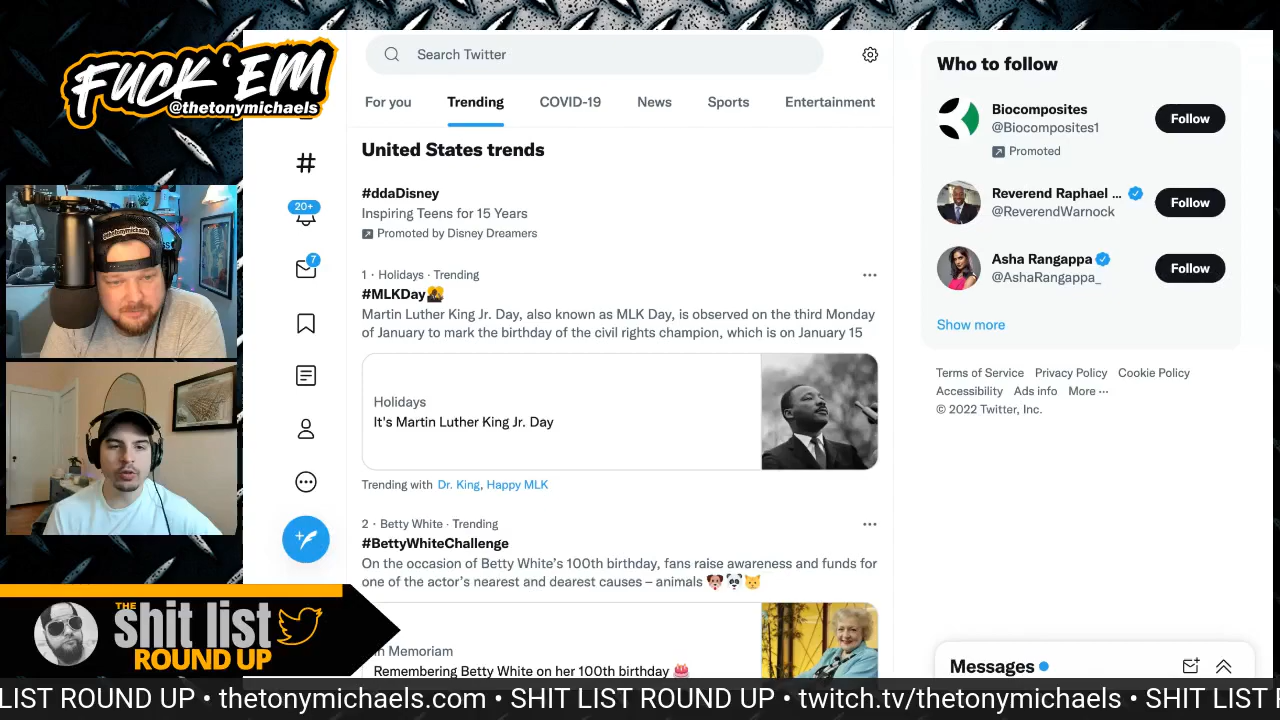 FUCK 'EM
@thetonymichaels
Search Twitter
For you
Trending
COVID-19
News
Sports
Entertainment
United States trends
#ddaDisney
Inspiring Teens for 15 Years
Promoted by Disney Dreamers
1 · Holidays · Trending
#MLKDay
Martin Luther King Jr. Day, also known as MLK Day, is observed on the third Monday
of January to mark the birthday of the civil rights champion, which is on January 15
Holidays
It's Martin Luther King Jr. Day
Trending with Dr. King, Happy MLK
2 · Betty White · Trending
#BettyWhiteChallenge
On the occasion of Betty White's 100th birthday, fans raise awareness and funds for
one of the actor's nearest and dearest causes – animals 🐶🐼🐱
n Memoriam
Remembering Betty White on her 100th birthday 🎂
20+
7
Who to follow
Biocomposites
@Biocomposites1
Promoted
Follow
Reverend Raphael ...
@ReverendWarnock
Follow
Asha Rangappa
@AshaRangappa_
Follow
Show more
Terms of Service Privacy Policy Cookie Policy
Accessibility Ads info More ···
© 2022 Twitter, Inc.
Messages
THE
shit list
ROUND UP
LIST ROUND UP • thetonymichaels.com • SHIT LIST ROUND UP • twitch.tv/thetonymichaels • SHIT LIST